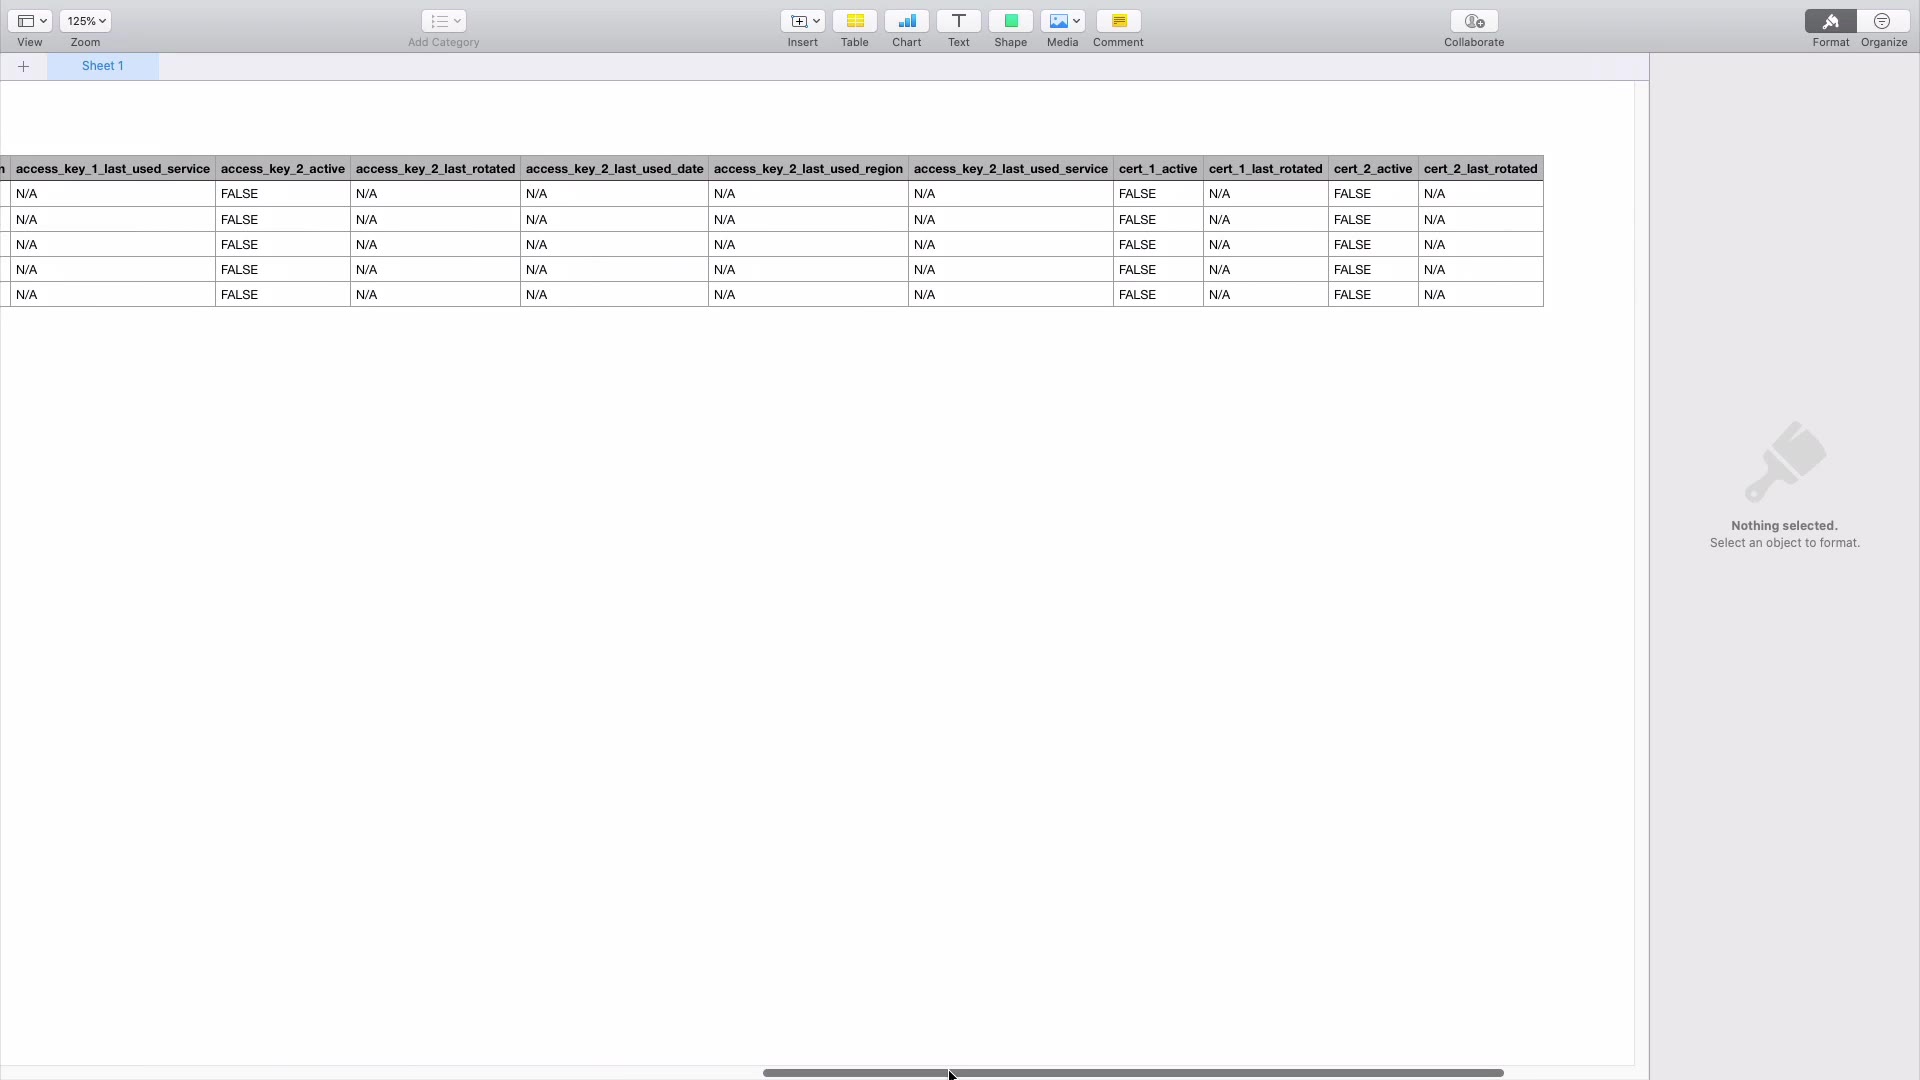 125%
View Zoom Add Category Insert Table Chart Text Shape Media Comment Collaborate Format Organize
Sheet 1
n access_key_1_last_used_service access_key_2_active access_key_2_last_rotated access_key_2_last_used_date access_key_2_last_used_region access_key_2_last_used_service cert_1_active cert_1_last_rotated cert_2_active cert_2_last_rotated
N/A FALSE N/A N/A N/A N/A FALSE N/A FALSE N/A
N/A FALSE N/A N/A N/A N/A FALSE N/A FALSE N/A
N/A FALSE N/A N/A N/A N/A FALSE N/A FALSE N/A
N/A FALSE N/A N/A N/A N/A FALSE N/A FALSE N/A
N/A FALSE N/A N/A N/A N/A FALSE N/A FALSE N/A
Nothing selected.
Select an object to format.